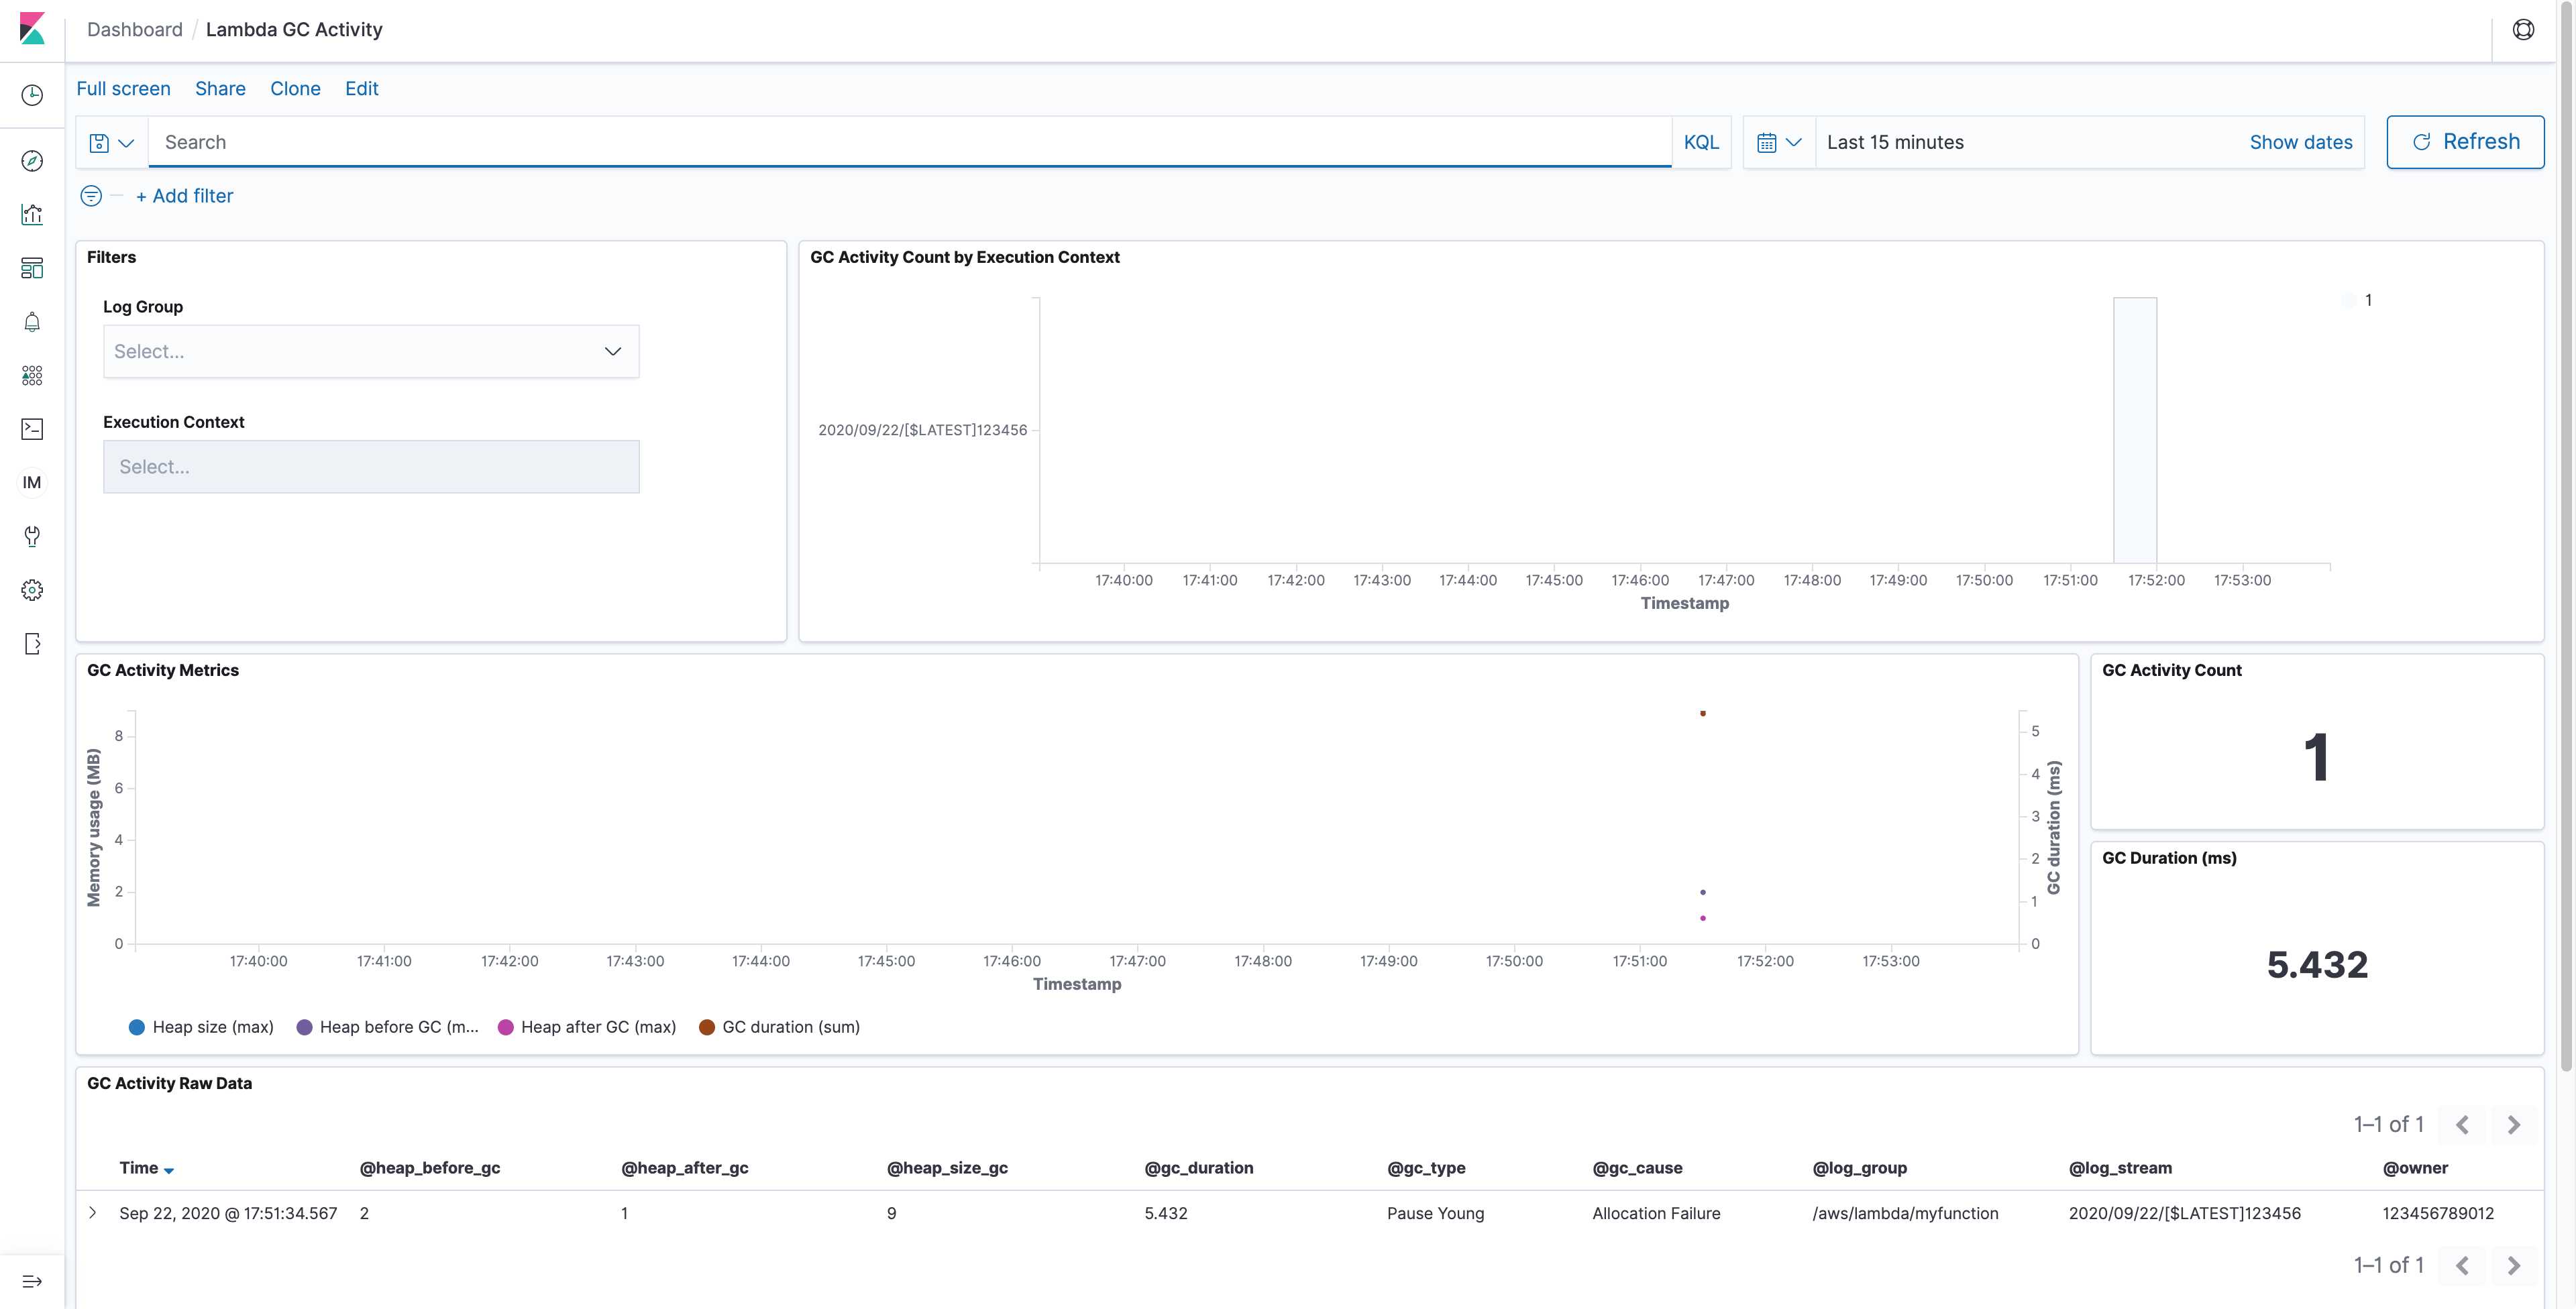 Dashboard / Lambda GC Activity
Full screen Share Clone Edit
Search KQL Last 15 minutes Show dates Refresh
+ Add filter
Filters
Log Group
Select...
Execution Context
Select...
GC Activity Count by Execution Context
1
2020/09/22/[$LATEST]123456
17:40:00 17:41:00 17:42:00 17:43:00 17:44:00 17:45:00 17:46:00 17:47:00 17:48:00 17:49:00 17:50:00 17:51:00 17:52:00 17:53:00
Timestamp
IM
GC Activity Metrics
Memory usage (MB)
8
6
4
2
0
5
4
3
2
1
0
GC duration (ms)
17:40:00 17:41:00 17:42:00 17:43:00 17:44:00 17:45:00 17:46:00 17:47:00 17:48:00 17:49:00 17:50:00 17:51:00 17:52:00 17:53:00
Timestamp
Heap size (max) Heap before GC (m... Heap after GC (max) GC duration (sum)
GC Activity Count
1
GC Duration (ms)
5.432
GC Activity Raw Data
1–1 of 1
Time @heap_before_gc @heap_after_gc @heap_size_gc @gc_duration @gc_type @gc_cause @log_group @log_stream @owner
Sep 22, 2020 @ 17:51:34.567 2 1 9 5.432 Pause Young Allocation Failure /aws/lambda/myfunction 2020/09/22/[$LATEST]123456 123456789012
1–1 of 1